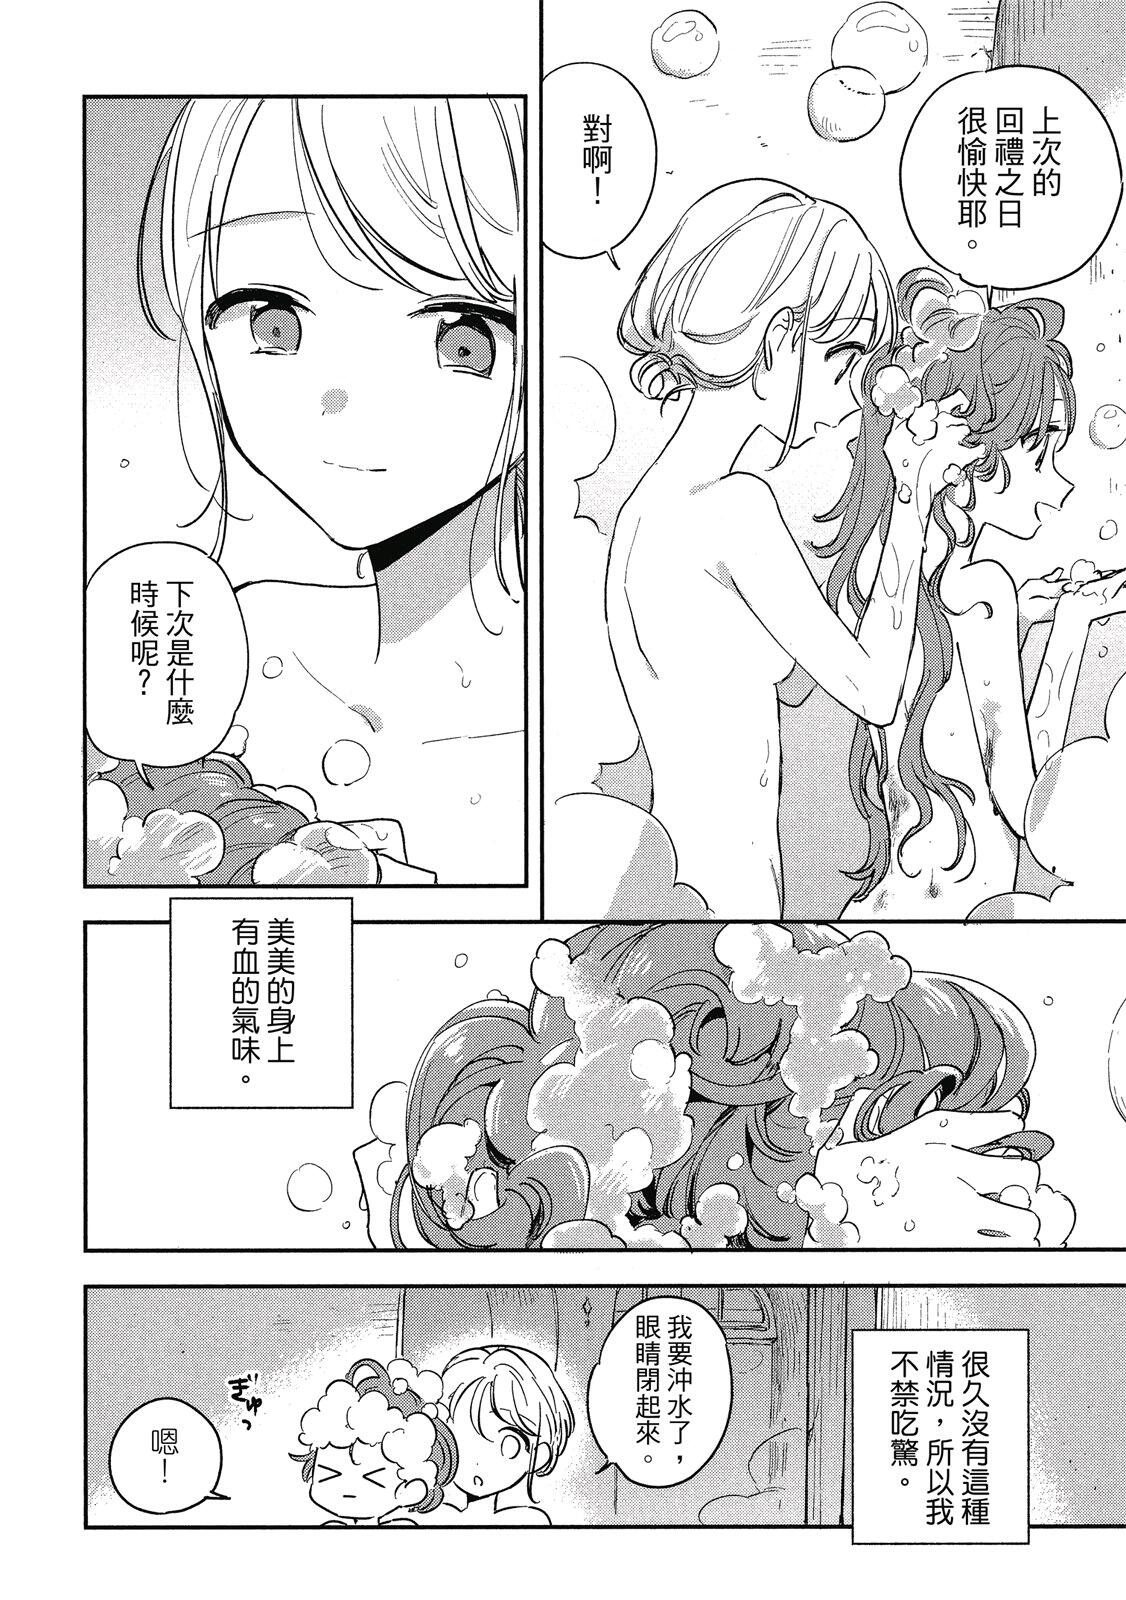 上次的
回禮之日
很愉快耶。
對啊！
下次是什麼
時候呢？
美美的身上
有血的氣味。
很久沒有這種
情況，所以我
不禁吃驚。
我要沖水了，
眼睛閉起來。
ぎゅっ
嗯！